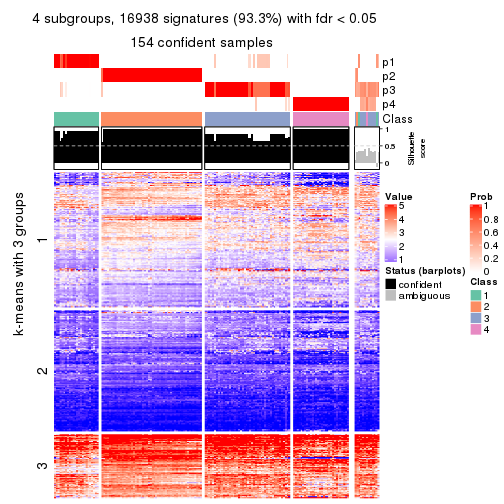 4 subgroups, 16938 signatures (93.3%) with fdr < 0.05
154 confident samples
p1
p2
p3
p4
Class
1
0.5
0
Silhouette
score
k-means with 3 groups
1
2
3
Value
5
4
3
2
1
Status (barplots)
confident
ambiguous
Prob
1
0.8
0.6
0.4
0.2
0
Class
1
2
3
4